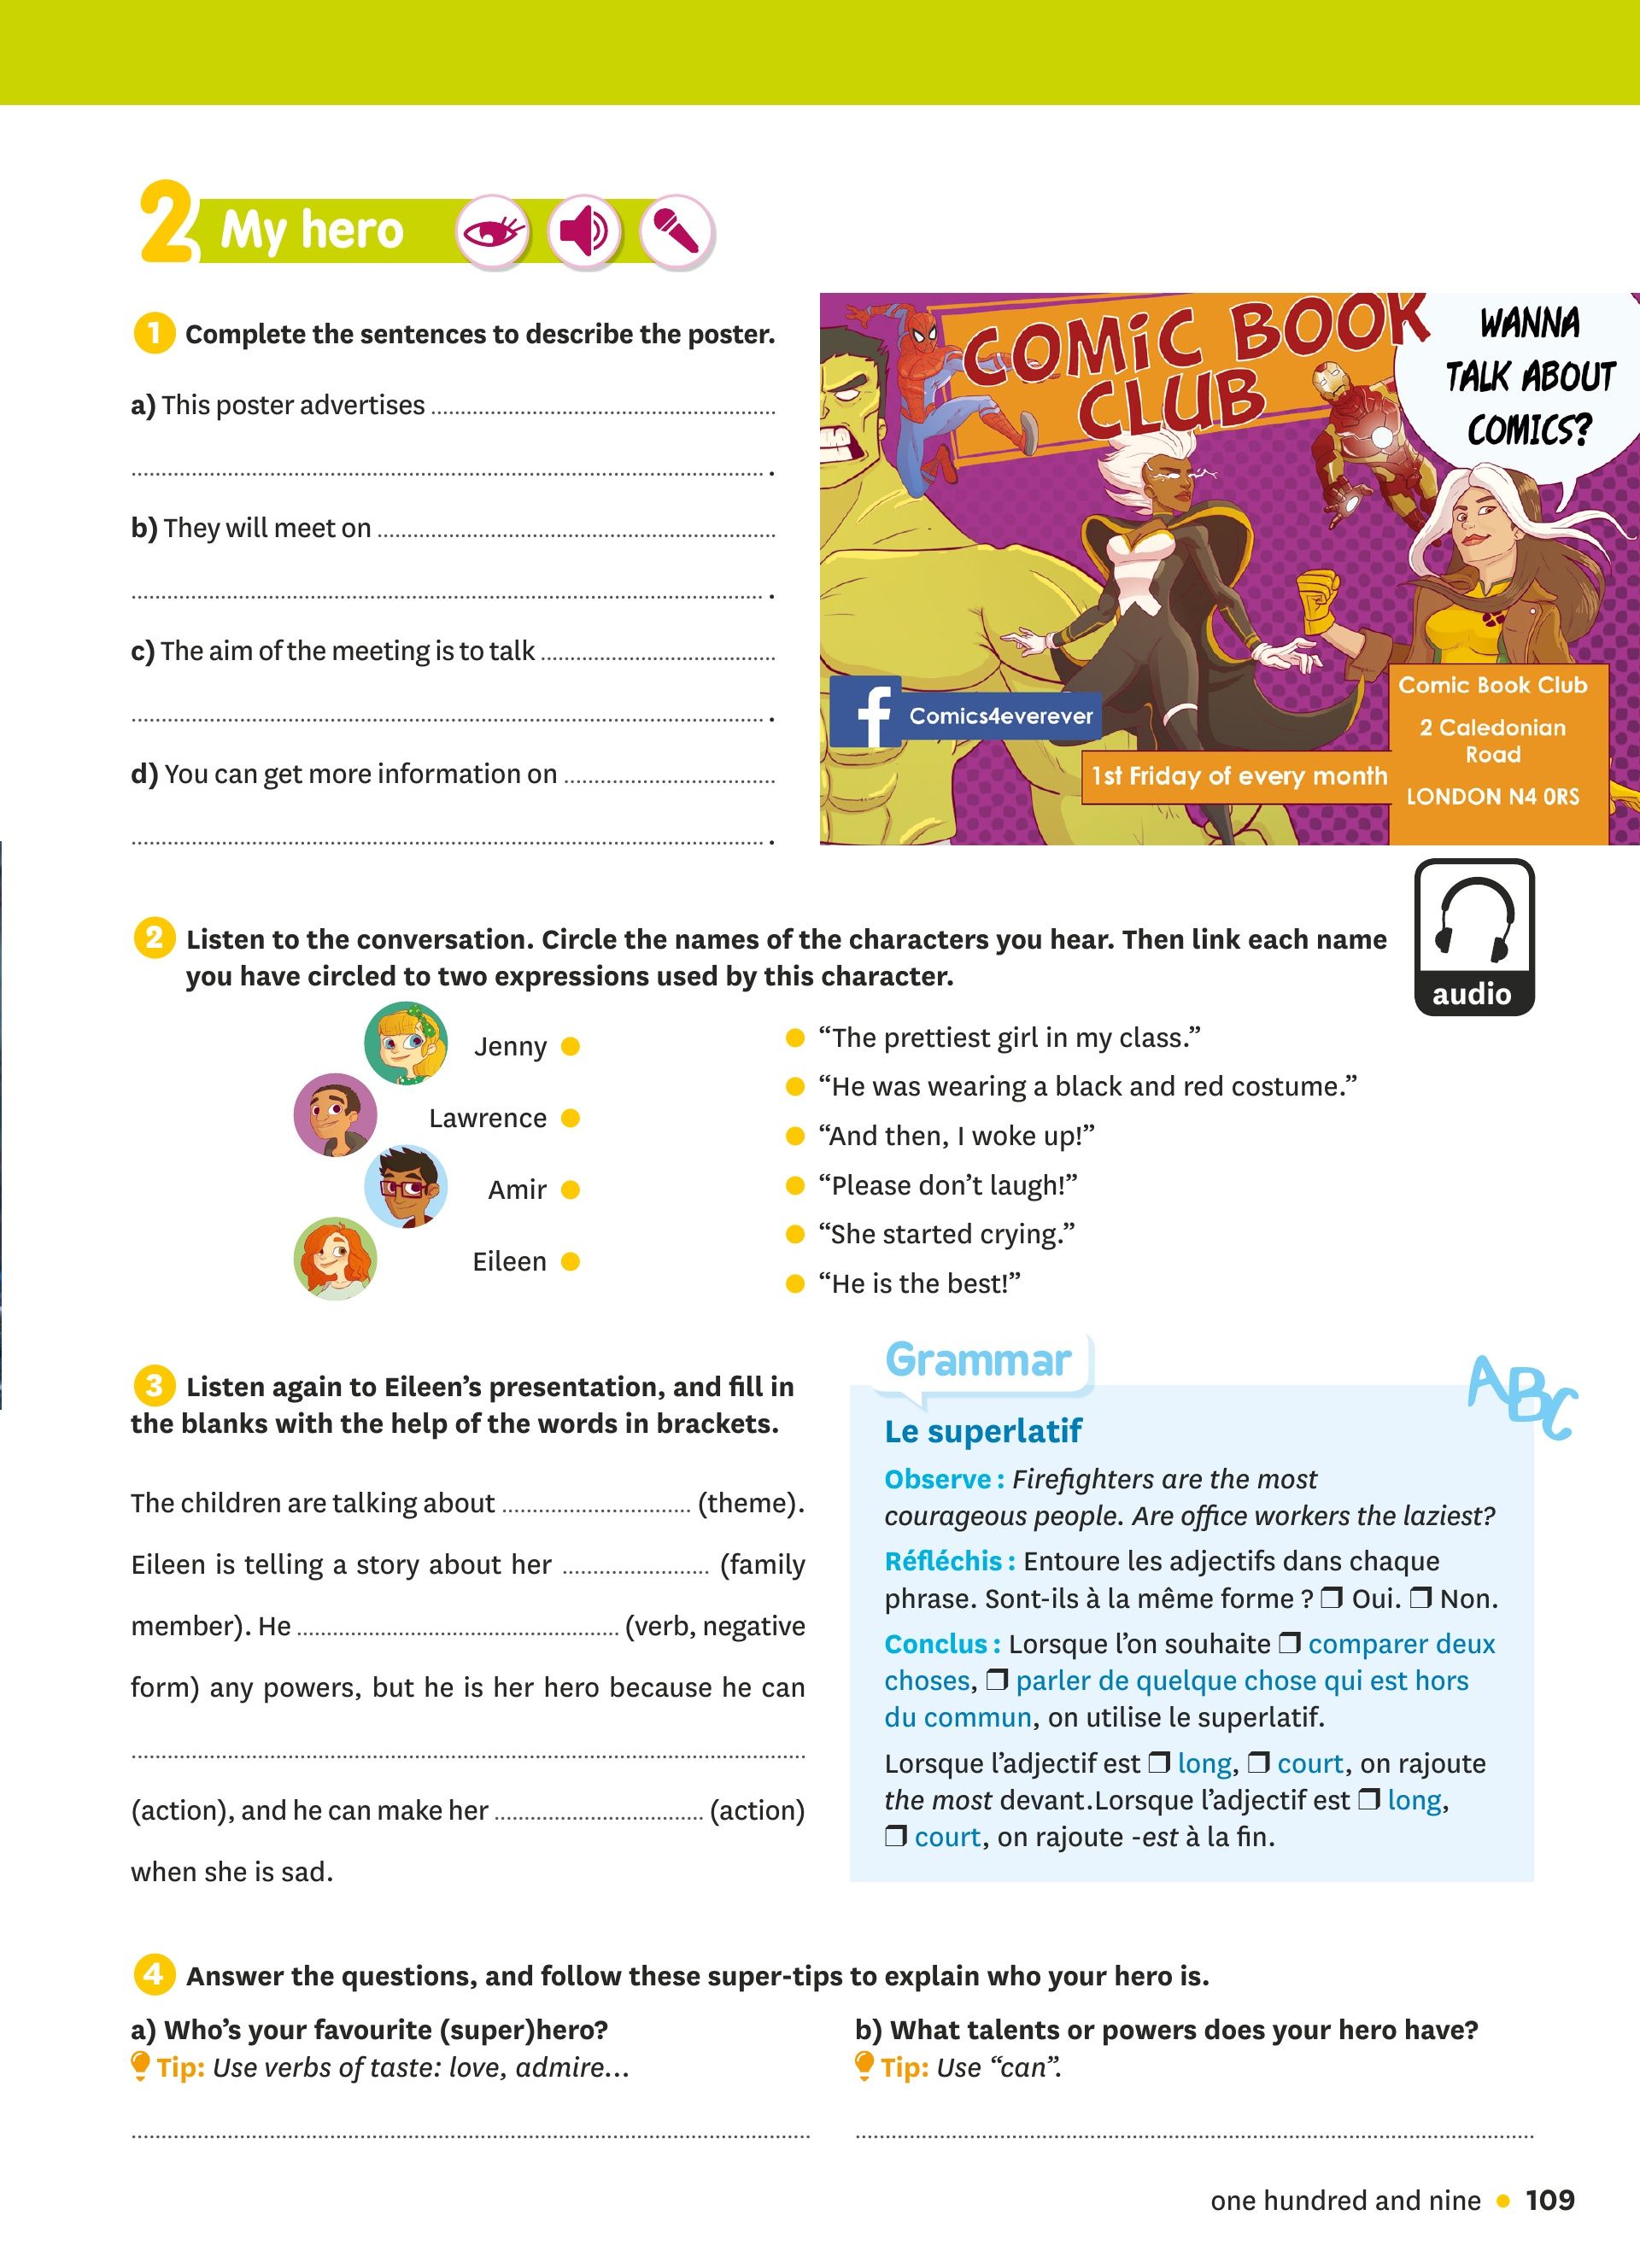 2 My hero
1 Complete the sentences to describe the poster.
a) This poster advertises ..........
.......... .
b) They will meet on ..........
.......... .
c) The aim of the meeting is to talk ..........
.......... .
d) You can get more information on ..........
.......... .
COMiC BOOK
CLUB
WANNA
TALK ABOUT
COMICS?
f Comics4everever
1st Friday of every month
Comic Book Club
2 Caledonian
Road
LONDON N4 0RS
audio
2 Listen to the conversation. Circle the names of the characters you hear. Then link each name
you have circled to two expressions used by this character.
Jenny
Lawrence
Amir
Eileen
“The prettiest girl in my class.”
“He was wearing a black and red costume.”
“And then, I woke up!”
“Please don’t laugh!”
“She started crying.”
“He is the best!”
3 Listen again to Eileen’s presentation, and fill in
the blanks with the help of the words in brackets.
The children are talking about .......... (theme).
Eileen is telling a story about her .......... (family
member). He .......... (verb, negative
form) any powers, but he is her hero because he can
..........
(action), and he can make her .......... (action)
when she is sad.
Grammar
ABC
Le superlatif
Observe : Firefighters are the most
courageous people. Are office workers the laziest?
Réfléchis : Entoure les adjectifs dans chaque
phrase. Sont-ils à la même forme ? ❒ Oui. ❒ Non.
Conclus : Lorsque l’on souhaite ❒ comparer deux
choses, ❒ parler de quelque chose qui est hors
du commun, on utilise le superlatif.
Lorsque l’adjectif est ❒ long, ❒ court, on rajoute
the most devant.Lorsque l’adjectif est ❒ long,
❒ court, on rajoute -est à la fin.
4 Answer the questions, and follow these super-tips to explain who your hero is.
a) Who’s your favourite (super)hero?
Tip: Use verbs of taste: love, admire...
..........
b) What talents or powers does your hero have?
Tip: Use “can”.
..........
one hundred and nine • 109